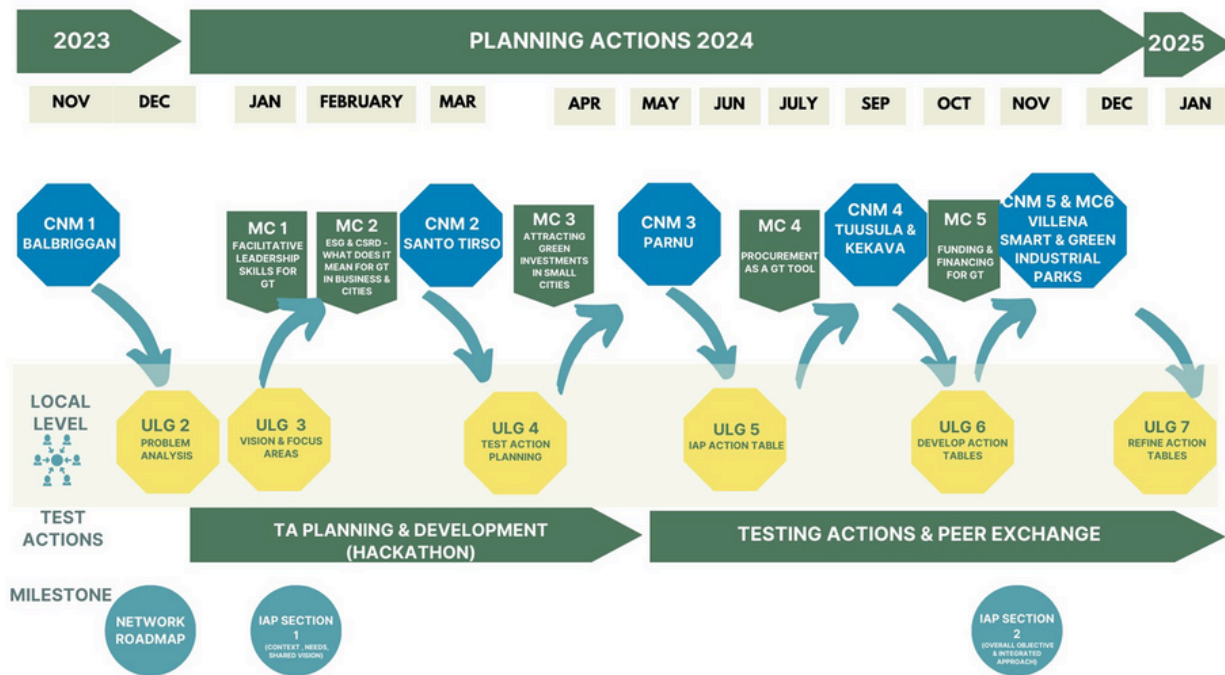 2023
PLANNING ACTIONS 2024
2025
NOV
DEC
JAN
FEBRUARY
MAR
APR
MAY
JUN
JULY
SEP
OCT
NOV
DEC
JAN
CNM 1
BALBRIGGAN
MC 1
FACILITATIVE
LEADERSHIP
SKILLS FOR
GT
MC 2
ESG & CSRD -
WHAT DOES IT
MEAN FOR GT
IN BUSINESS &
CITIES
CNM 2
SANTO TIRSO
MC 3
ATTRACTING
GREEN
INVESTMENTS
IN SMALL
CITIES
CNM 3
PARNU
MC 4
PROCUREMENT
AS A GT TOOL
CNM 4
TUUSULA &
KEKAVA
MC 5
FUNDING &
FINANCING
FOR GT
CNM 5 & MC6
VILLENA
SMART & GREEN
INDUSTRIAL
PARKS
LOCAL
LEVEL
ULG 2
PROBLEM
ANALYSIS
ULG 3
VISION & FOCUS
AREAS
ULG 4
TEST ACTION
PLANNING
ULG 5
IAP ACTION TABLE
ULG 6
DEVELOP ACTION
TABLES
ULG 7
REFINE ACTION
TABLES
TEST
ACTIONS
TA PLANNING & DEVELOPMENT
(HACKATHON)
TESTING ACTIONS & PEER EXCHANGE
MILESTONE
NETWORK
ROADMAP
IAP SECTION
1
(CONTEXT , NEEDS,
SHARED VISION)
IAP SECTION
2
(OVERALL OBJECTIVE
& INTEGRATED
APPROACH)